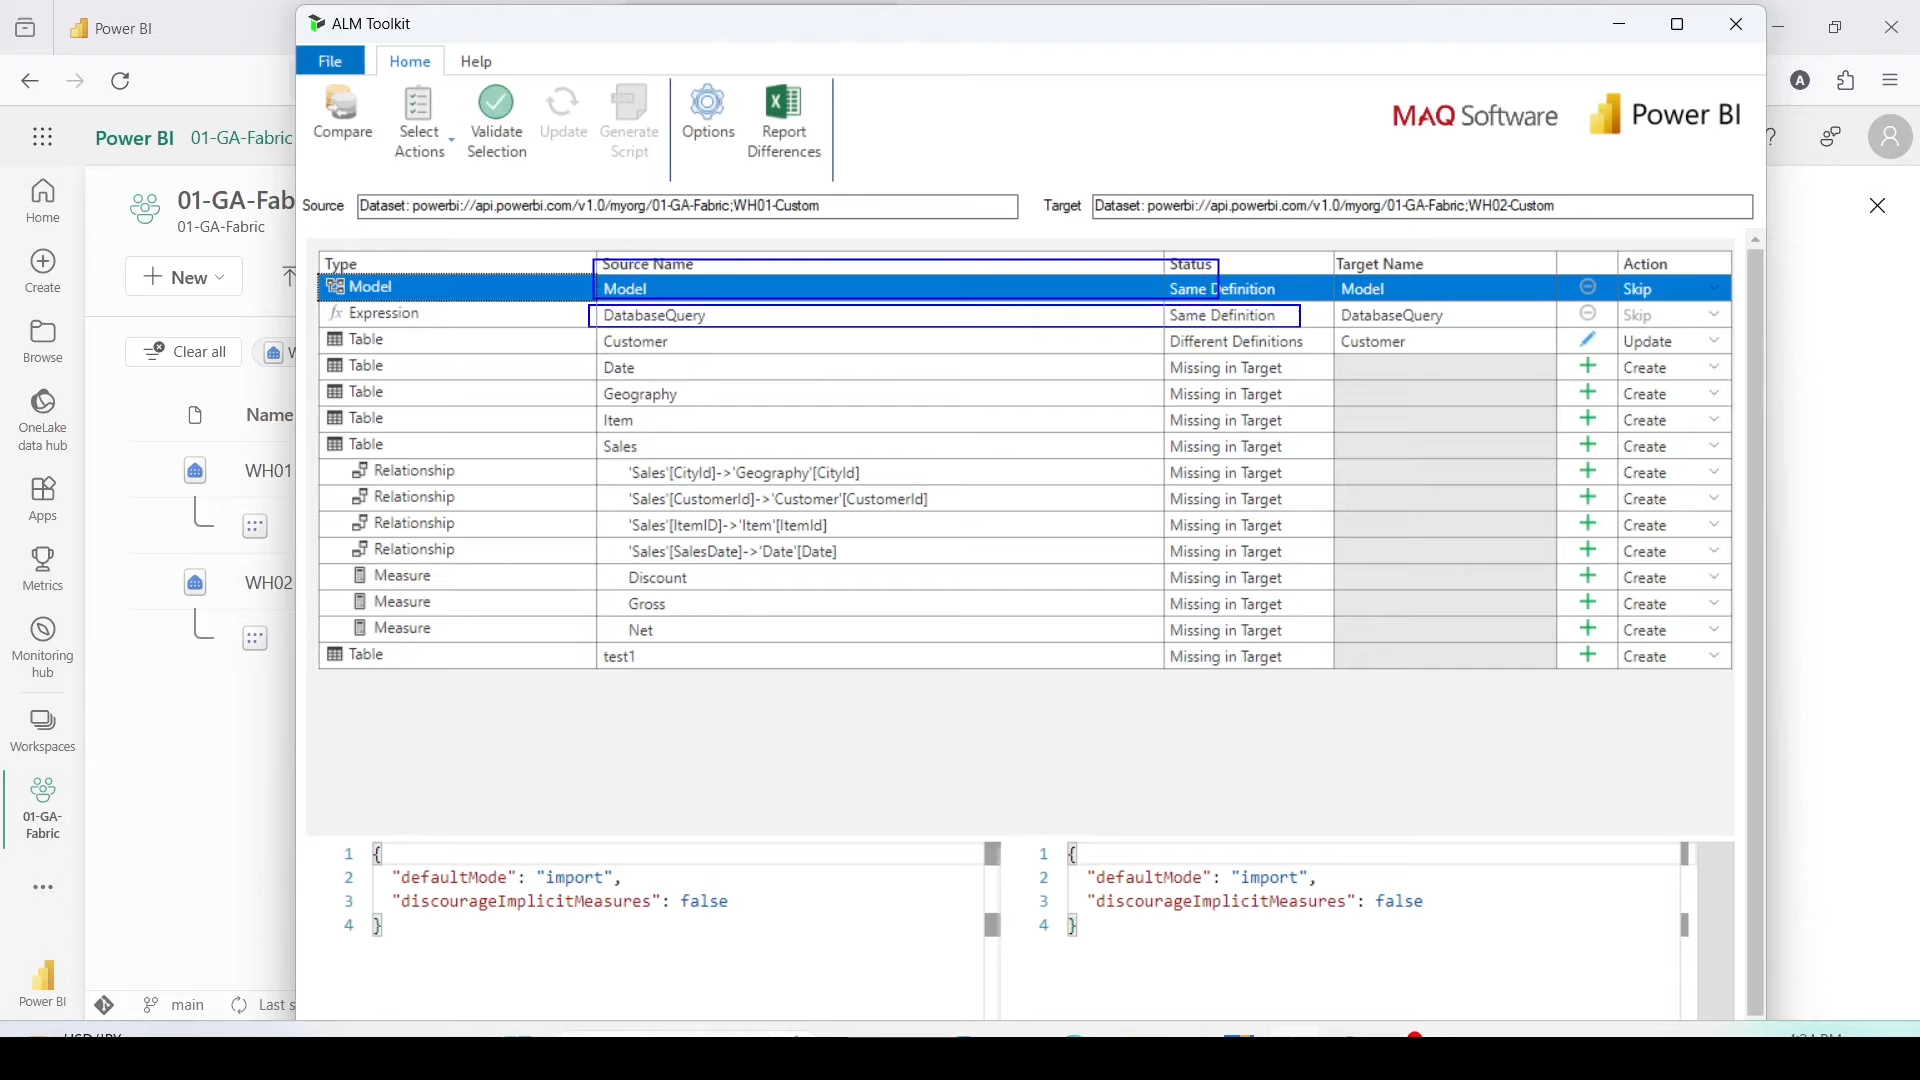 Power BI
ALM Toolkit
File Home Help
Compare
Select Actions
Validate Selection
Update
Generate Script
Options
Report Differences
MAQ Software
Power BI
A
Power BI 01-GA-Fabric
?
Source Dataset: powerbi://api.powerbi.com/v1.0/myorg/01-GA-Fabric;WH01-Custom Target Dataset: powerbi://api.powerbi.com/v1.0/myorg/01-GA-Fabric;WH02-Custom
Home
Create
Browse
OneLake
data hub
Apps
Metrics
Monitoring
hub
Workspaces
01-GA-
Fabric
Power BI
01-GA-Fab
01-GA-Fabric
New
Clear all
Name
WH01
WH02
main Last s
Type Source Name Status Target Name Action
Model Model Same Definition Model Skip
fx Expression DatabaseQuery Same Definition DatabaseQuery Skip
Table Customer Different Definitions Customer Update
Table Date Missing in Target Create
Table Geography Missing in Target Create
Table Item Missing in Target Create
Table Sales Missing in Target Create
Relationship 'Sales'[CityId]->'Geography'[CityId] Missing in Target Create
Relationship 'Sales'[CustomerId]->'Customer'[CustomerId] Missing in Target Create
Relationship 'Sales'[ItemID]->'Item'[ItemId] Missing in Target Create
Relationship 'Sales'[SalesDate]->'Date'[Date] Missing in Target Create
Measure Discount Missing in Target Create
Measure Gross Missing in Target Create
Measure Net Missing in Target Create
Table test1 Missing in Target Create
1 {
2 "defaultMode": "import",
3 "discourageImplicitMeasures": false
4 }
1 {
2 "defaultMode": "import",
3 "discourageImplicitMeasures": false
4 }